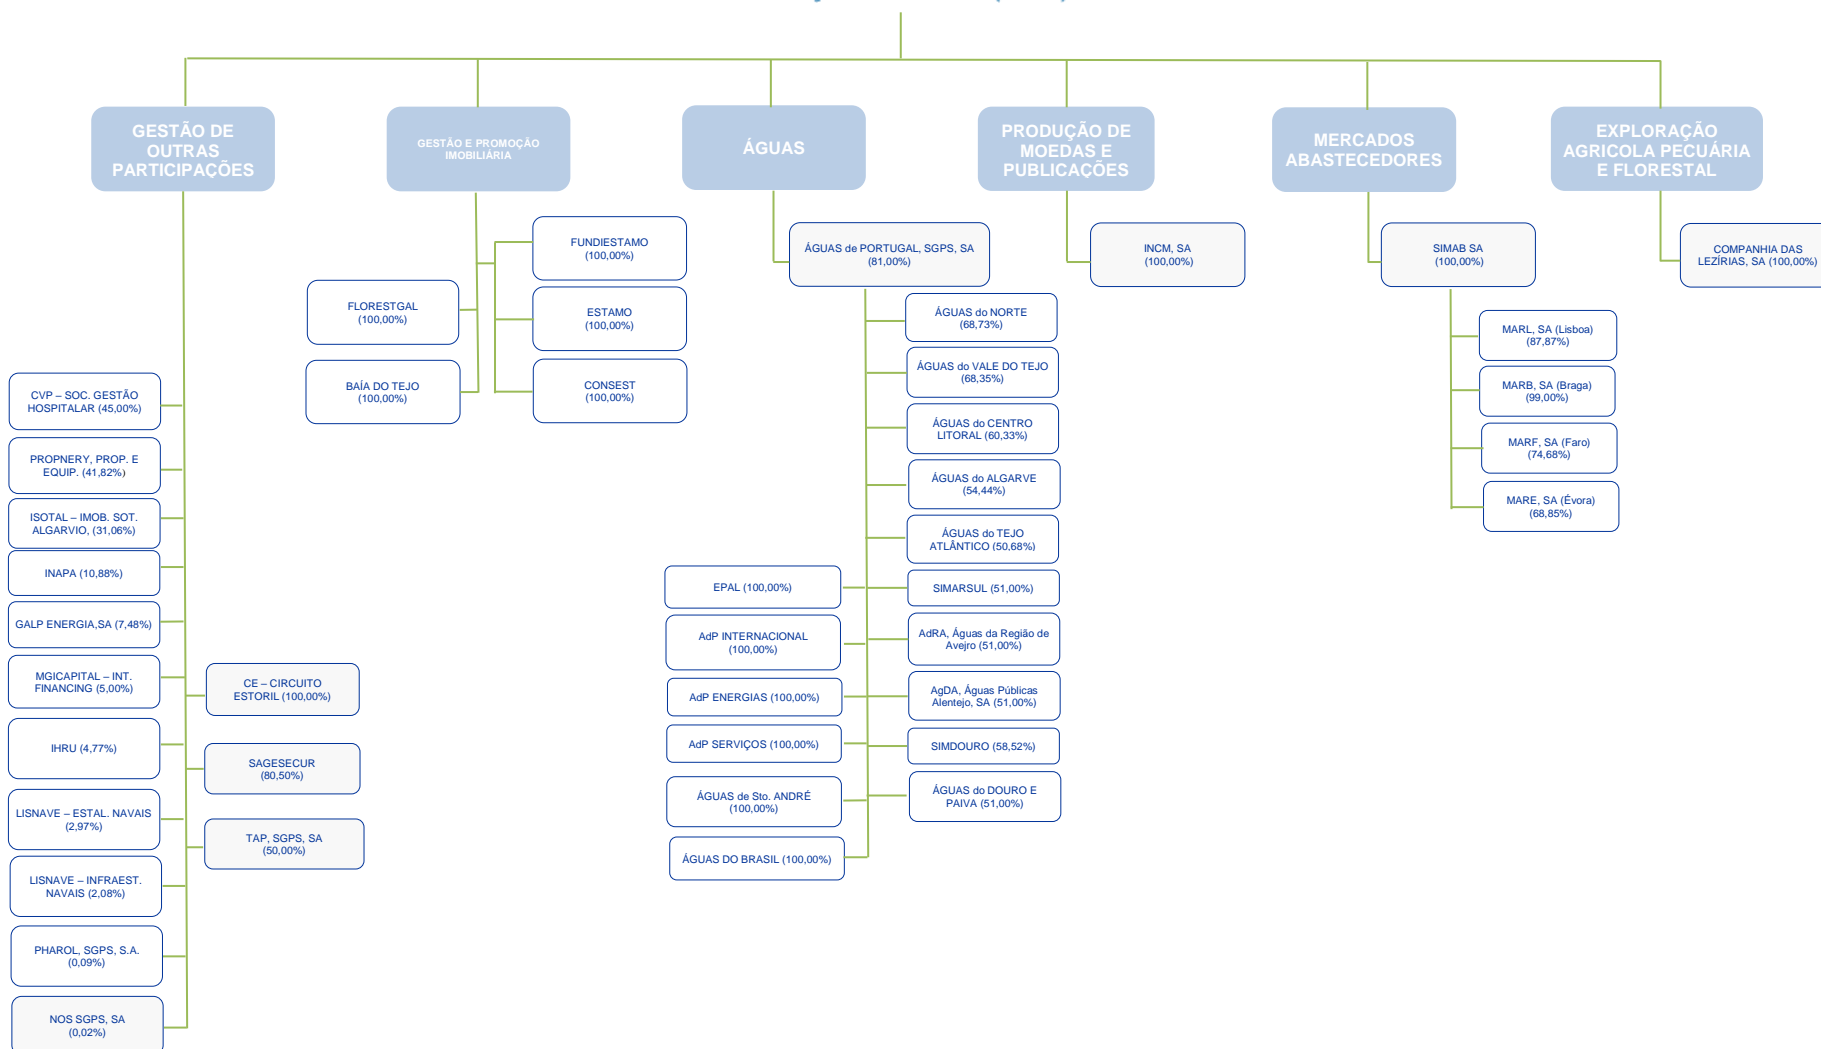 GESTÃO DE
OUTRAS
PARTICIPAÇÕES
GESTÃO E PROMOÇÃO
IMOBILIÁRIA
ÁGUAS
PRODUÇÃO DE
MOEDAS E
PUBLICAÇÕES
MERCADOS
ABASTECEDORES
EXPLORAÇÃO
AGRICOLA PECUÁRIA
E FLORESTAL
CVP – SOC. GESTÃO
HOSPITALAR (45,00%)
PROPNERY, PROP. E
EQUIP. (41,82%)
ISOTAL – IMOB. SOT.
ALGARVIO, (31,06%)
INAPA (10,88%)
GALP ENERGIA,SA (7,48%)
MGICAPITAL – INT.
FINANCING (5,00%)
IHRU (4,77%)
LISNAVE – ESTAL. NAVAIS
(2,97%)
LISNAVE – INFRAEST.
NAVAIS (2,08%)
PHAROL, SGPS, S.A.
(0,09%)
NOS SGPS, SA
(0,02%)
CE – CIRCUITO
ESTORIL (100,00%)
SAGESECUR
(80,50%)
TAP, SGPS, SA
(50,00%)
FLORESTGAL
(100,00%)
BAÍA DO TEJO
(100,00%)
FUNDIESTAMO
(100,00%)
ESTAMO
(100,00%)
CONSEST
(100,00%)
ÁGUAS de PORTUGAL, SGPS, SA
(81,00%)
EPAL (100,00%)
AdP INTERNACIONAL
(100,00%)
AdP ENERGIAS (100,00%)
AdP SERVIÇOS (100,00%)
ÁGUAS de Sto. ANDRÉ
(100,00%)
ÁGUAS DO BRASIL (100,00%)
ÁGUAS do NORTE
(68,73%)
ÁGUAS do VALE DO TEJO
(68,35%)
ÁGUAS do CENTRO
LITORAL (60,33%)
ÁGUAS do ALGARVE
(54,44%)
ÁGUAS do TEJO
ATLÂNTICO (50,68%)
SIMARSUL (51,00%)
AdRA, Águas da Região de
Avejro (51,00%)
AgDA, Águas Públicas
Alentejo, SA (51,00%)
SIMDOURO (58,52%)
ÁGUAS do DOURO E
PAIVA (51,00%)
INCM, SA
(100,00%)
SIMAB SA
(100,00%)
MARL, SA (Lisboa)
(87,87%)
MARB, SA (Braga)
(99,00%)
MARF, SA (Faro)
(74,68%)
MARE, SA (Évora)
(68,85%)
COMPANHIA DAS
LEZÍRIAS, SA (100,00%)